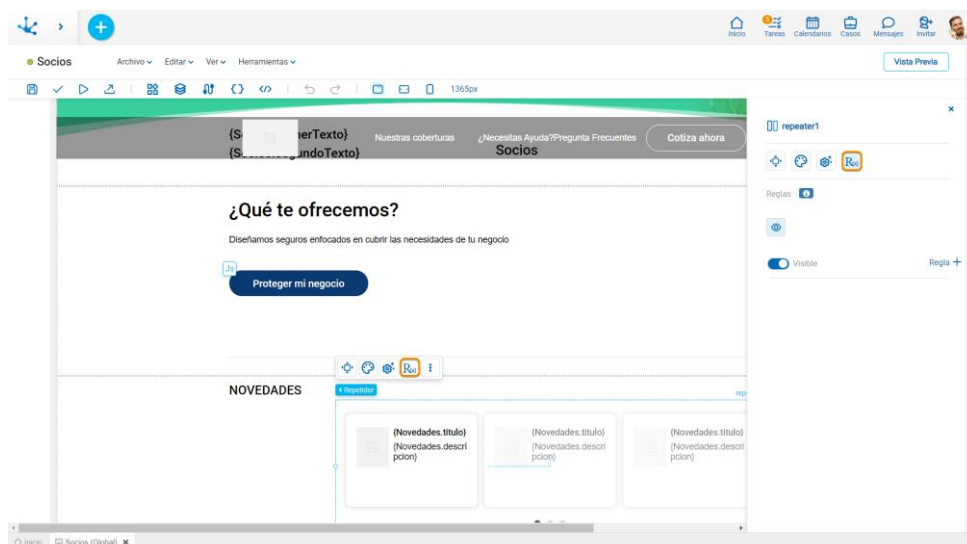 Inicio
Tareas
Calendarios
Casos
Mensajes
Invitar
Socios
Archivo
Editar
Ver
Herramientas
Vista Previa
1365px
Nuestras coberturas
¿Necesitas Ayuda?Pregunta Frecuentes
Cotiza ahora
Socios
repeater1
Reglas
Visible
Regla
¿Qué te ofrecemos?
Diseñamos seguros enfocados en cubrir las necesidades de tu negocio
Js
Proteger mi negocio
NOVEDADES
Repetidor
{Novedades.titulo}
{Novedades.descri
pcion}
{Novedades.titulo}
{Novedades.descri
pcion}
{Novedades.titulo}
{Novedades.descri
pcion}
Inicio
Socios (Global)